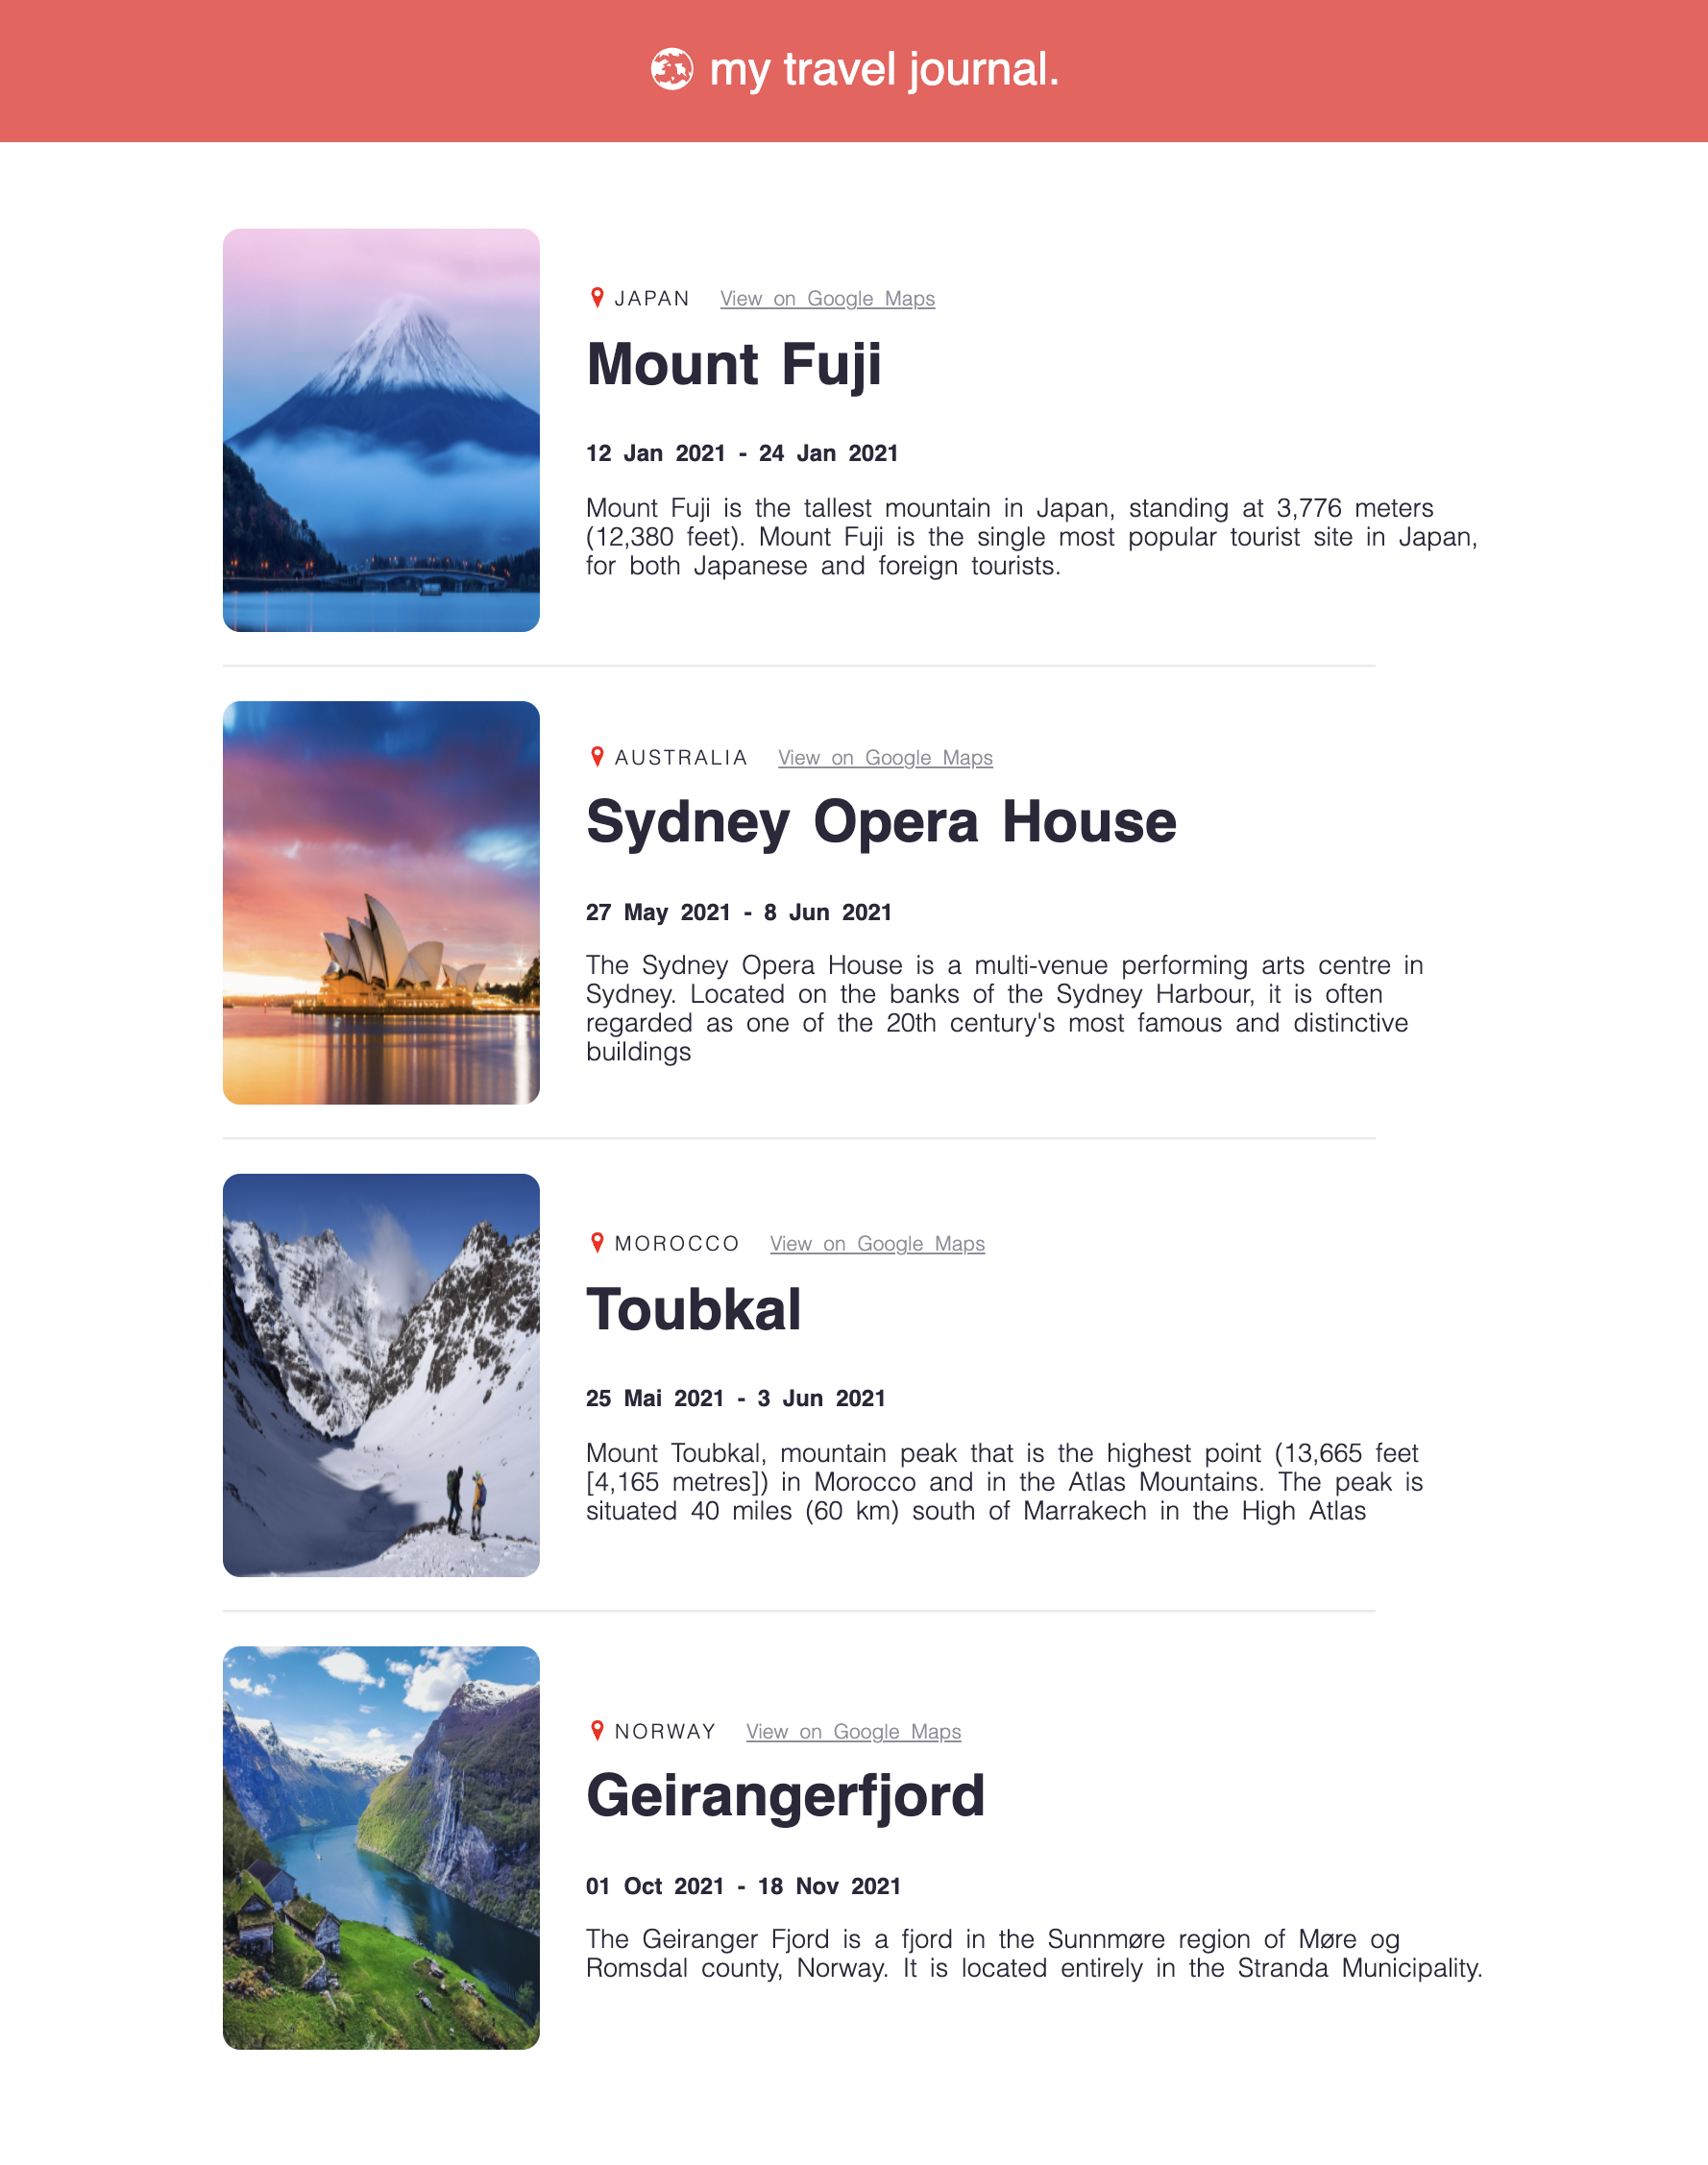 my travel journal.
JAPAN View on Google Maps
Mount Fuji
12 Jan 2021 - 24 Jan 2021
Mount Fuji is the tallest mountain in Japan, standing at 3,776 meters
(12,380 feet). Mount Fuji is the single most popular tourist site in Japan,
for both Japanese and foreign tourists.
AUSTRALIA View on Google Maps
Sydney Opera House
27 May 2021 - 8 Jun 2021
The Sydney Opera House is a multi-venue performing arts centre in
Sydney. Located on the banks of the Sydney Harbour, it is often
regarded as one of the 20th century's most famous and distinctive
buildings
MOROCCO View on Google Maps
Toubkal
25 Mai 2021 - 3 Jun 2021
Mount Toubkal, mountain peak that is the highest point (13,665 feet
[4,165 metres]) in Morocco and in the Atlas Mountains. The peak is
situated 40 miles (60 km) south of Marrakech in the High Atlas
NORWAY View on Google Maps
Geirangerfjord
01 Oct 2021 - 18 Nov 2021
The Geiranger Fjord is a fjord in the Sunnmøre region of Møre og
Romsdal county, Norway. It is located entirely in the Stranda Municipality.